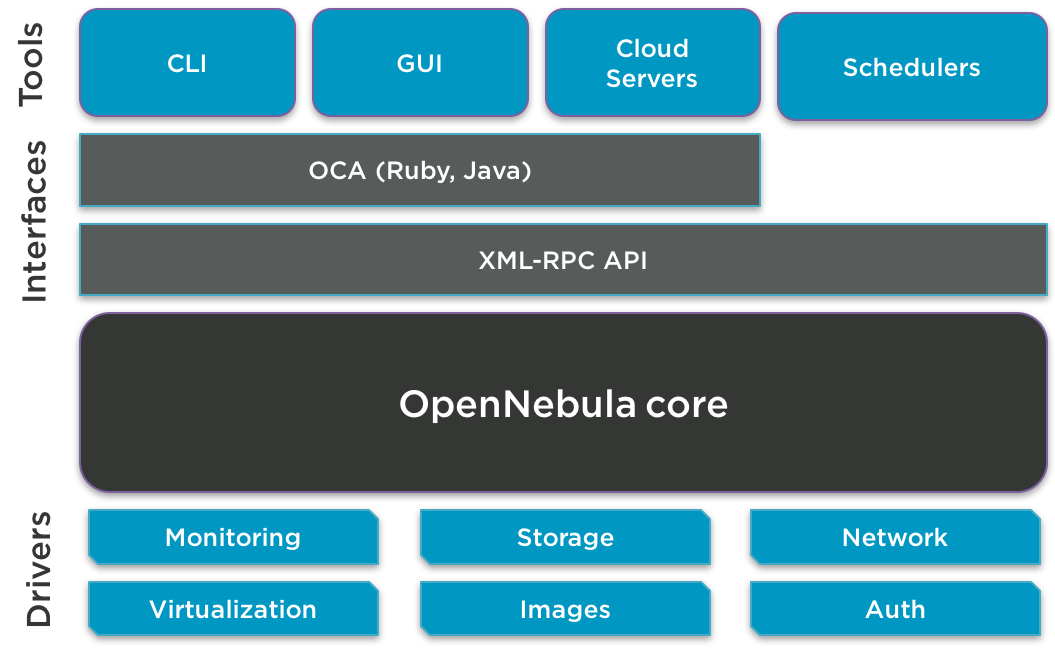 Tools
CLI
GUI
Cloud
Servers
Schedulers
Interfaces
OCA (Ruby, Java)
XML-RPC API
OpenNebula core
Drivers
Monitoring
Storage
Network
Virtualization
Images
Auth